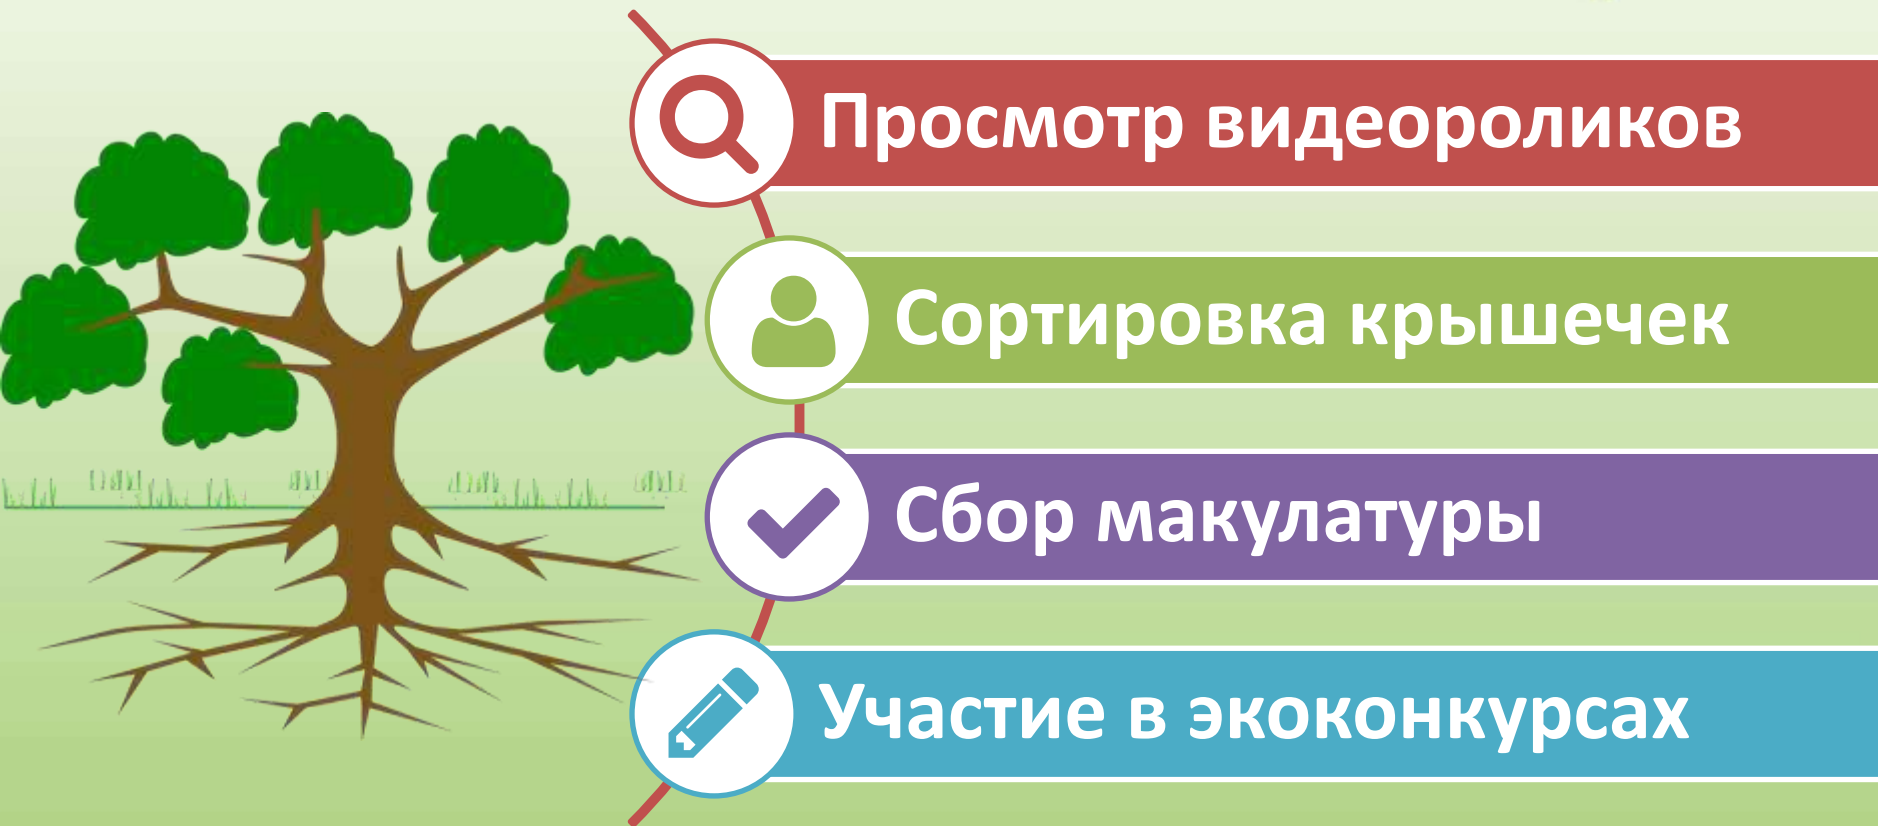 Просмотр видеороликов
Сортировка крышечек
Сбор макулатуры
Участие в экоконкурсах